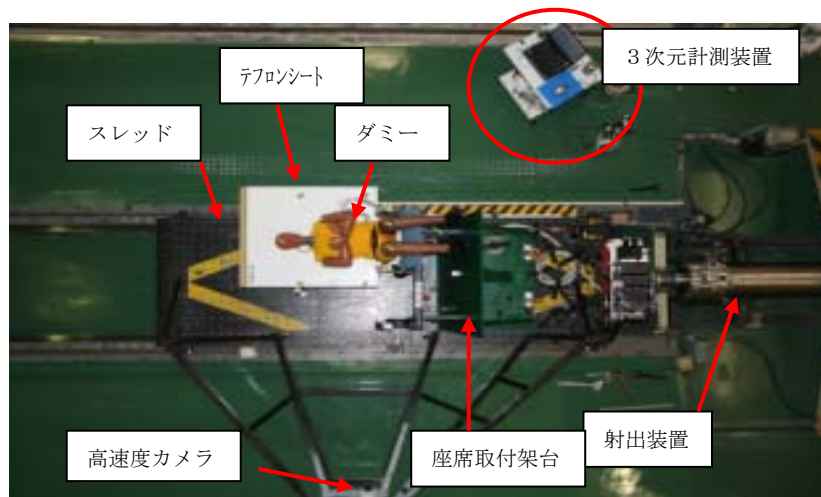 ３次元計測装置
ﾃﾌﾛﾝｼｰﾄ
スレッド
ダミー
高速度カメラ
座席取付架台
射出装置